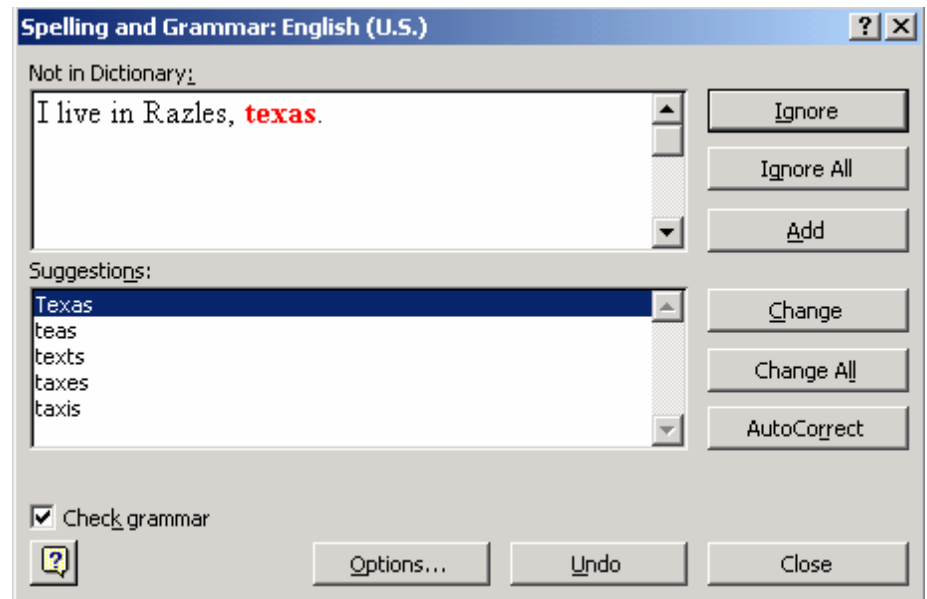 Spelling and Grammar: English (U.S.)
Not in Dictionary:
I live in Razles, texas.
Ignore
Ignore All
Add
Suggestions:
Texas
teas
texts
taxes
taxis
Change
Change All
AutoCorrect
Check grammar
Options...
Undo
Close